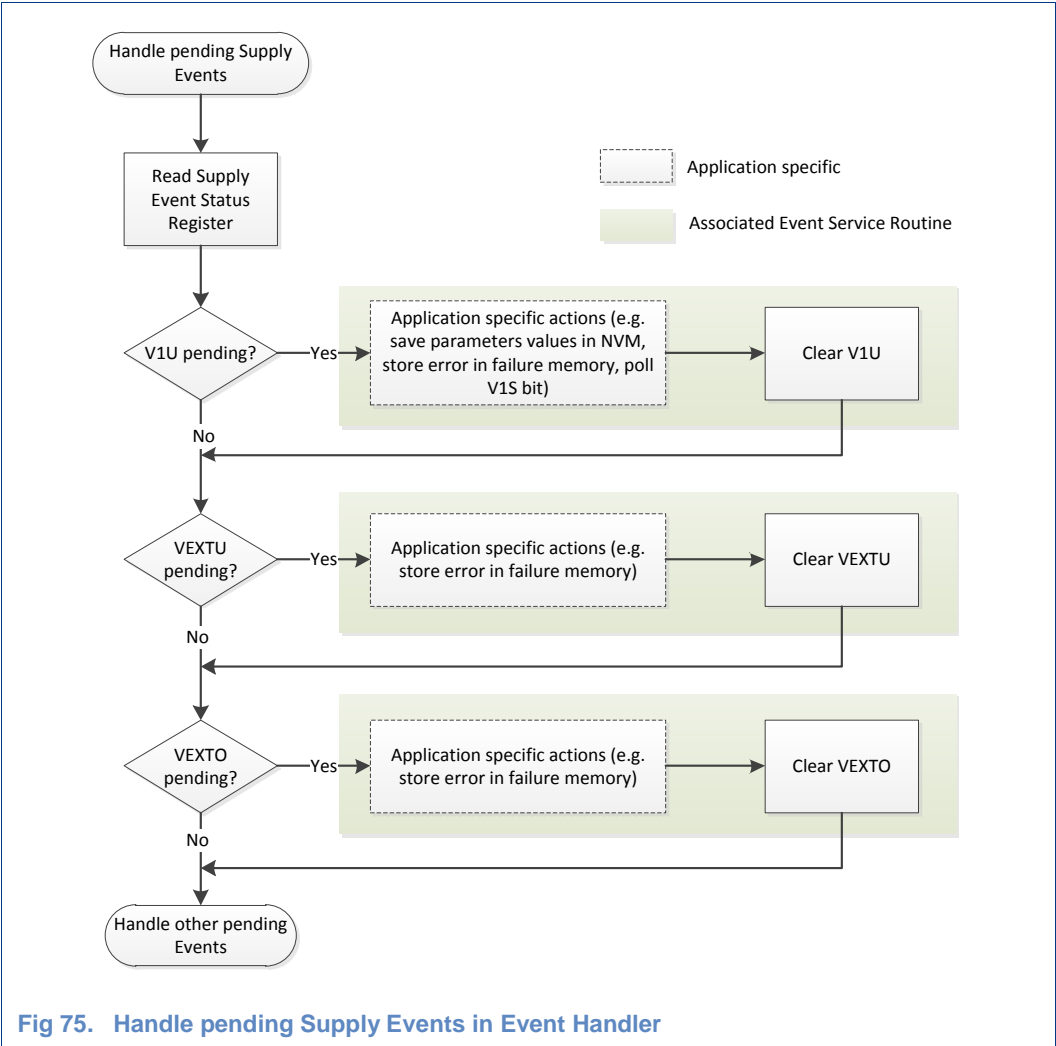 Handle pending Supply
Events
Read Supply
Event Status
Register
Application specific
Associated Event Service Routine
V1U pending?
Yes
Application specific actions (e.g.
save parameters values in NVM,
store error in failure memory, poll
V1S bit)
Clear V1U
No
VEXTU
pending?
Yes
Application specific actions (e.g.
store error in failure memory)
Clear VEXTU
No
VEXTO
pending?
Yes
Application specific actions (e.g.
store error in failure memory)
Clear VEXTO
No
Handle other pending
Events
Fig 75. Handle pending Supply Events in Event Handler